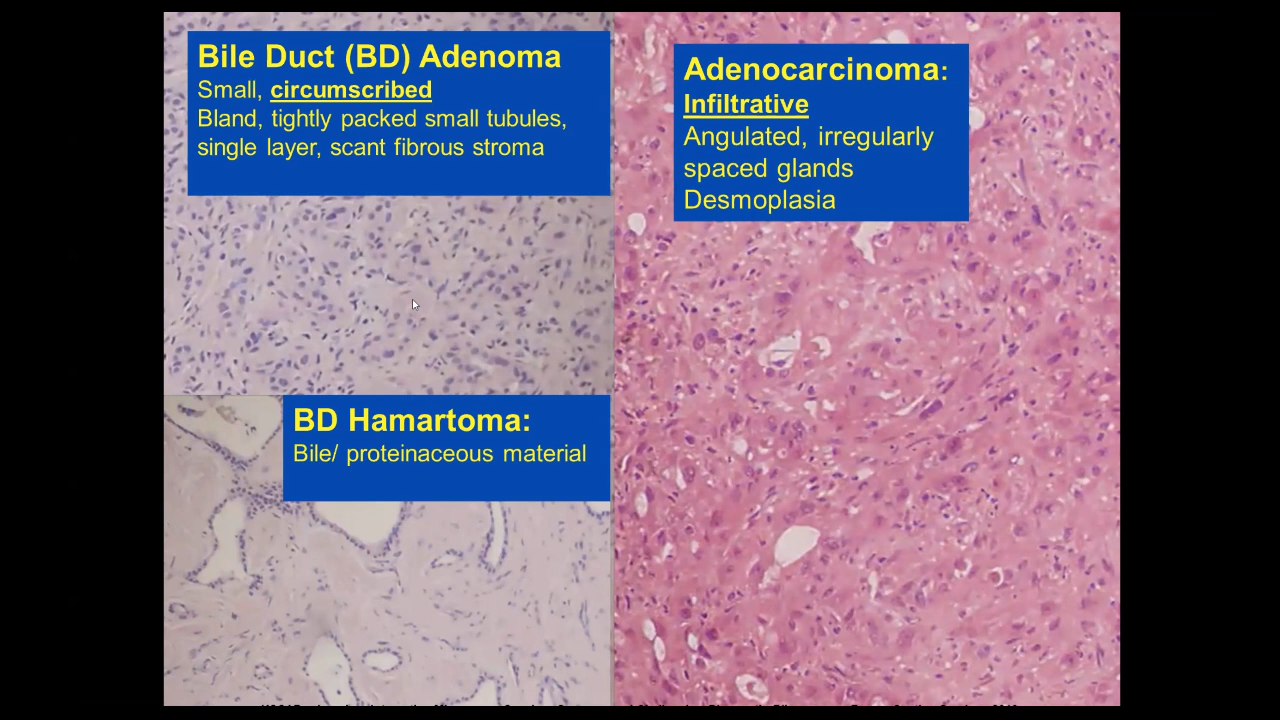 Bile Duct (BD) Adenoma
Small, circumscribed
Bland, tightly packed small tubules,
single layer, scant fibrous stroma
Adenocarcinoma:
Infiltrative
Angulated, irregularly
spaced glands
Desmoplasia
BD Hamartoma:
Bile/ proteinaceous material